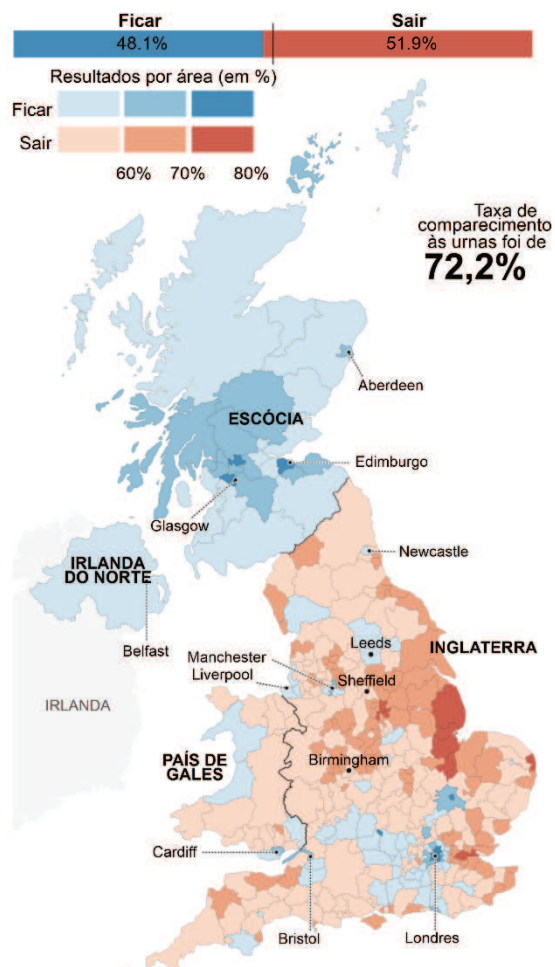 Ficar
Sair
48.1%
51.9%
Resultados por área (em %)
Ficar
Sair
60%
70%
80%
Taxa de
comparecimento
às urnas foi de
72,2%
Aberdeen
ESCÓCIA
Edimburgo
Glasgow
Newcastle
IRLANDA
DO NORTE
Belfast
Leeds
INGLATERRA
Manchester
Liverpool
Sheffield
IRLANDA
PAÍS DE
GALES
Birmingham
Cardiff
Bristol
Londres